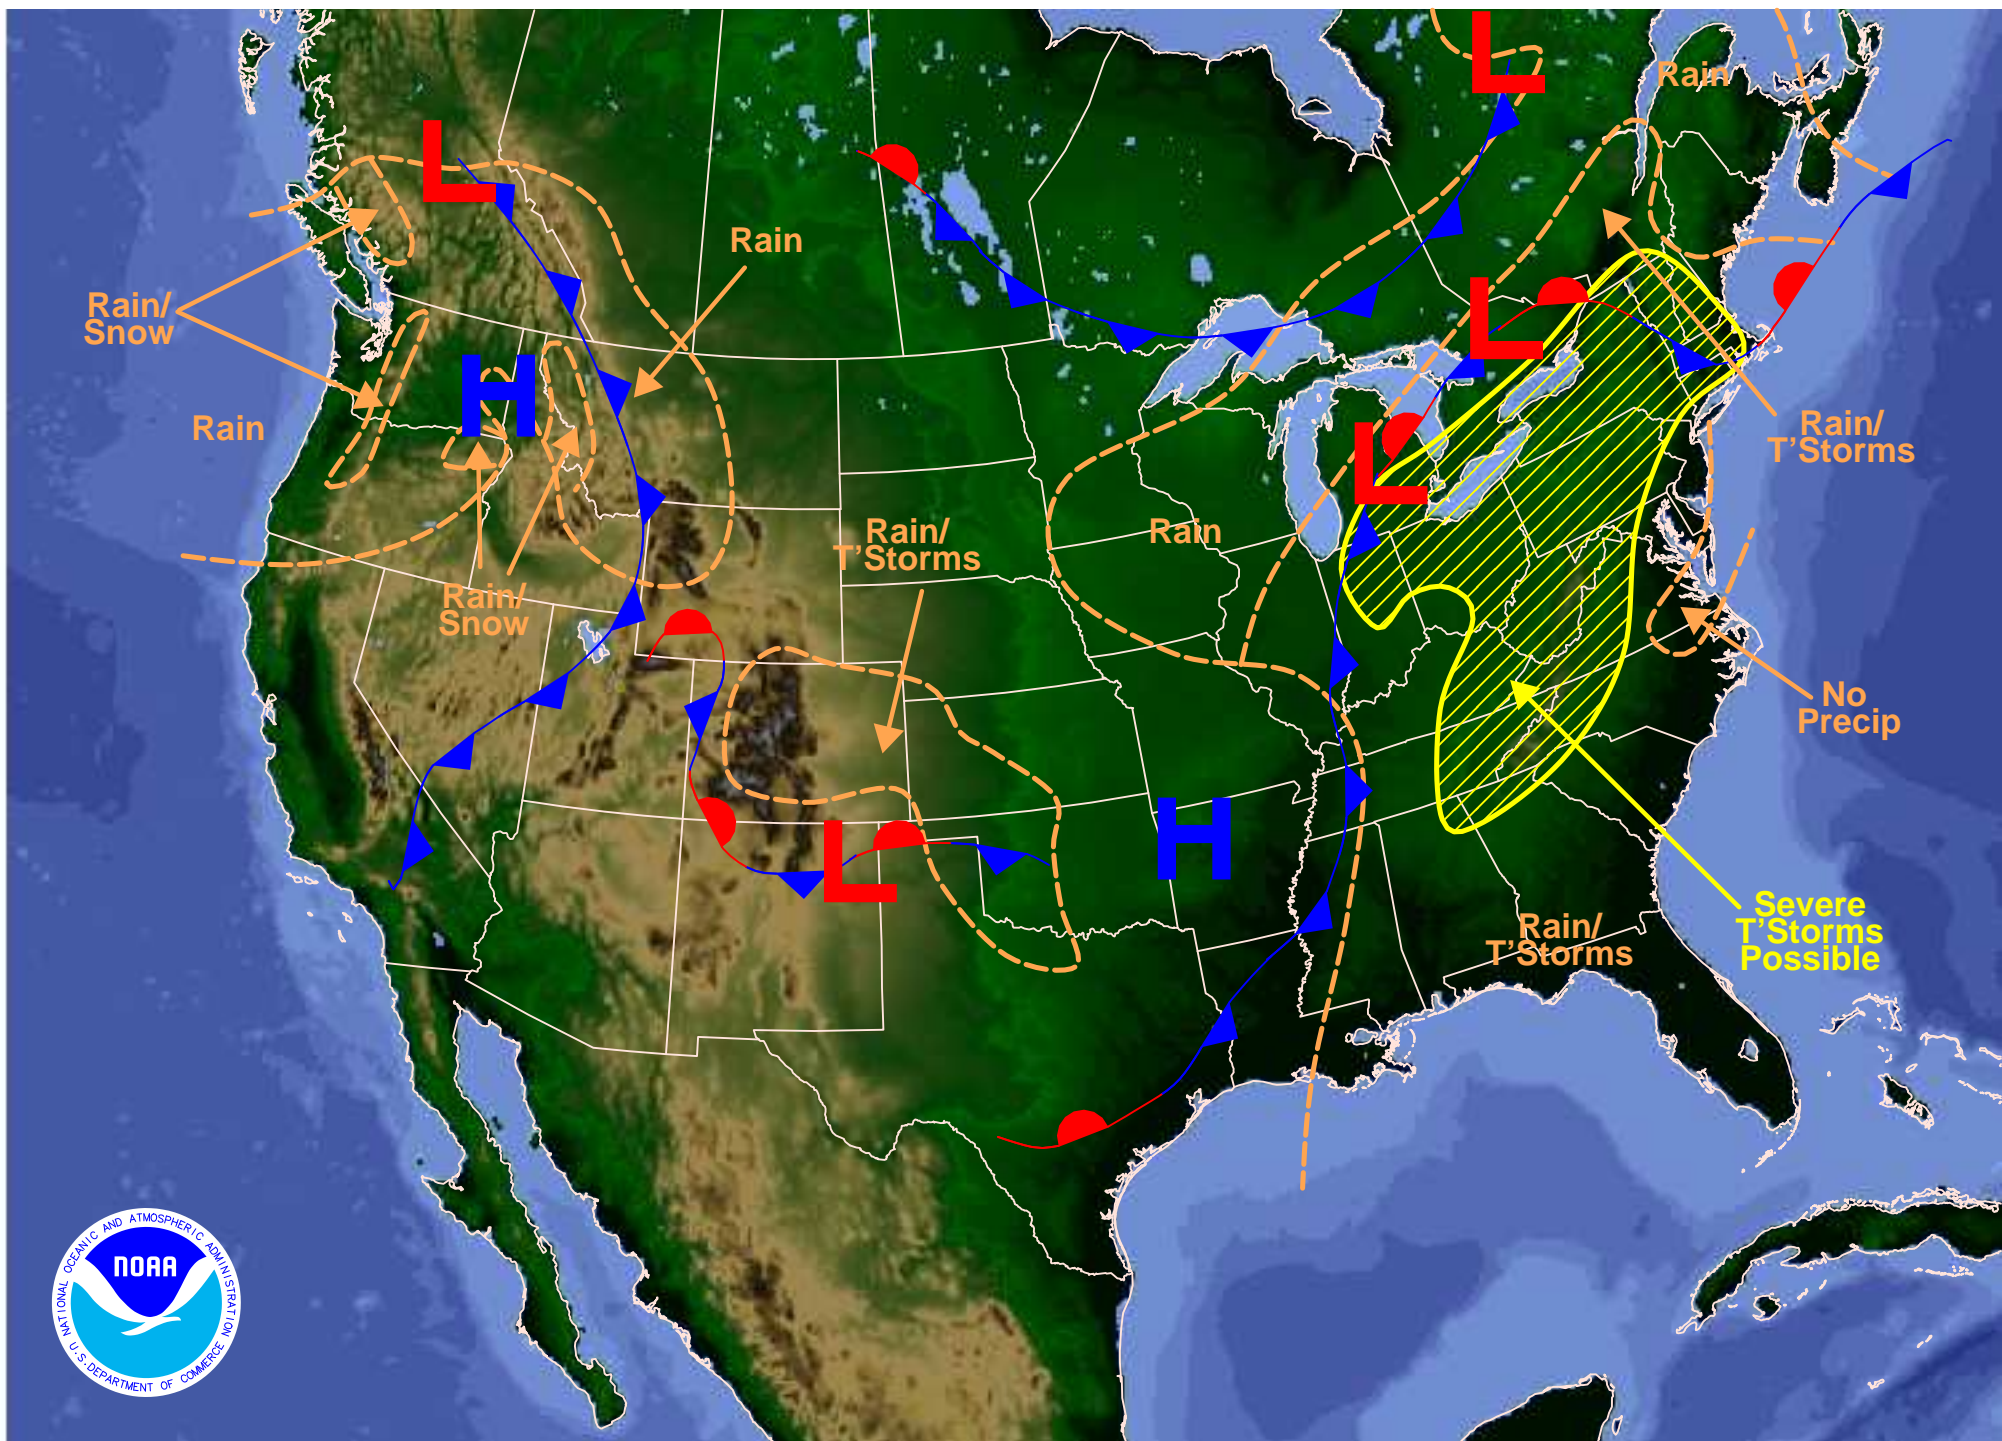 L
Rain
L
Rain
Rain/
Snow
L
H
Rain
Rain/
T'Storms
L
Rain/
T'Storms
Rain
Rain/
Snow
No
Precip
H
L
Severe
T'Storms
Possible
Rain/
T'Storms
NATIONAL OCEANIC AND ATMOSPHERIC ADMINISTRATION
NOAA
U.S. DEPARTMENT OF COMMERCE